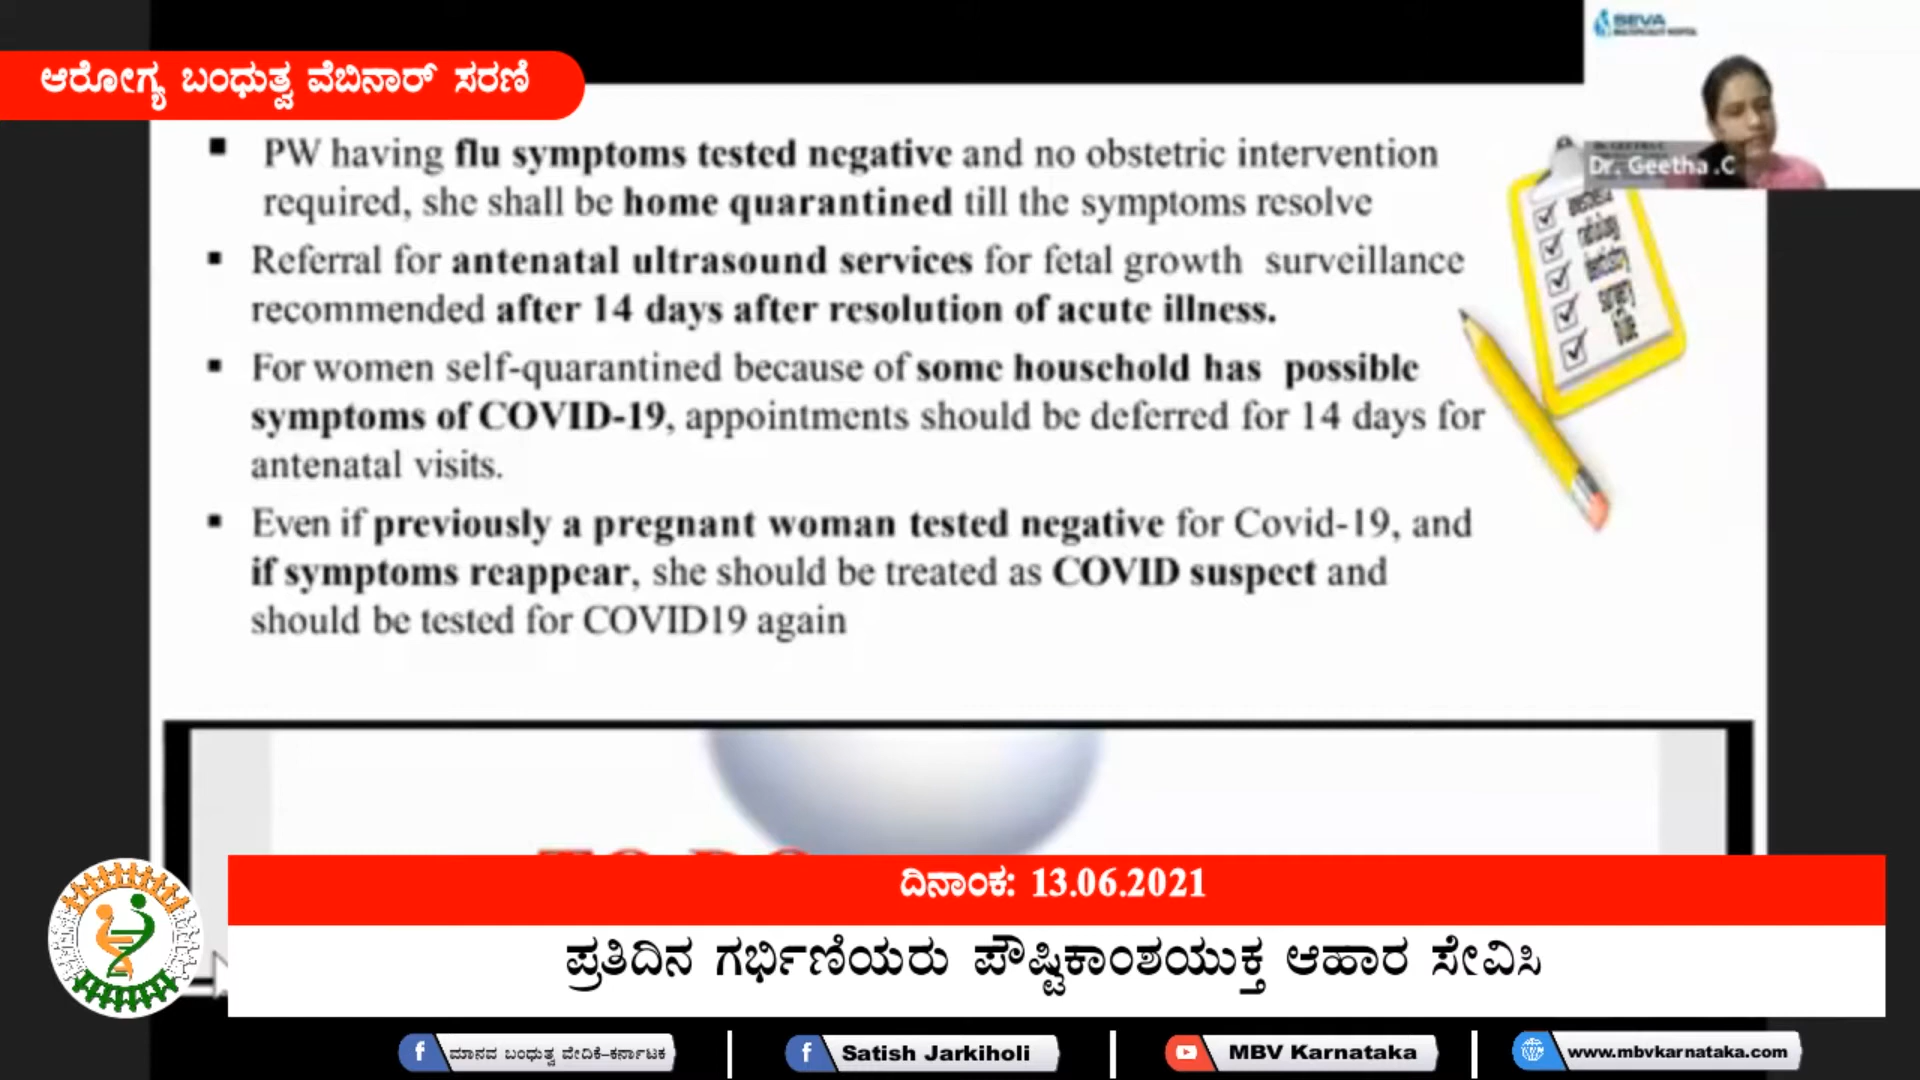 SEVA
ಆರೋಗ್ಯ ಬಂಧುತ್ವ ವೆಬಿನಾರ್ ಸರಣಿ
Dr. Geetha .C
▪ PW having flu symptoms tested negative and no obstetric intervention
required, she shall be home quarantined till the symptoms resolve
▪ Referral for antenatal ultrasound services for fetal growth surveillance
recommended after 14 days after resolution of acute illness.
▪ For women self-quarantined because of some household has possible
symptoms of COVID-19, appointments should be deferred for 14 days for
antenatal visits.
▪ Even if previously a pregnant woman tested negative for Covid-19, and
if symptoms reappear, she should be treated as COVID suspect and
should be tested for COVID19 again
radiology
dentistry
surgery
ದಿನಾಂಕ: 13.06.2021
ಪ್ರತಿದಿನ ಗರ್ಭಿಣಿಯರು ಪೌಷ್ಟಿಕಾಂಶಯುಕ್ತ ಆಹಾರ ಸೇವಿಸಿ
ಮಾನವ ಬಂಧುತ್ವ ವೇದಿಕೆ-ಕರ್ನಾಟಕ
Satish Jarkiholi
MBV Karnataka
www.mbvkarnataka.com